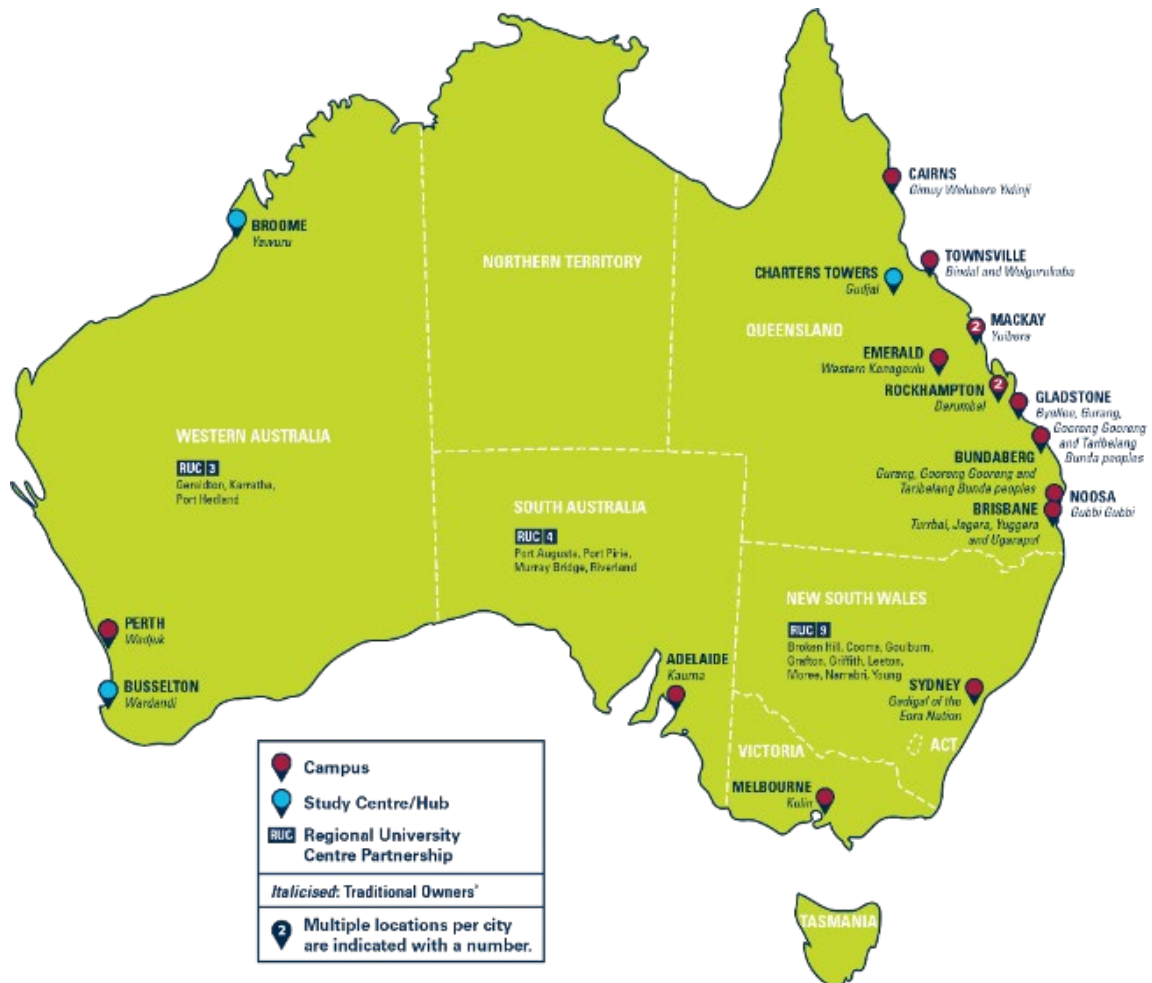 CAIRNS
Gimuy Walubara Yidinji
BROOME
Yawuru
TOWNSVILLE
Bindal and Wulgurukaba
NORTHERN TERRITORY
CHARTERS TOWERS
Gudjal
MACKAY
2
Yuibera
QUEENSLAND
EMERALD
Western Kanagoulu
ROCKHAMPTON
2
Darumbal
GLADSTONE
Byellee, Gurang,
Gooreng Gooreng
and Taribelang
Bunda peoples
WESTERN AUSTRALIA
RUC 3
Geraldton, Karratha,
Port Hedland
BUNDABERG
Gurang, Gooreng Gooreng and
Taribelang Bunda peoples
NOOSA
Gubbi Gubbi
BRISBANE
Turrbal, Jagera, Yuggera
and Ugarapul
SOUTH AUSTRALIA
RUC 4
Port Augusta, Port Pirie,
Murray Bridge, Riverland
NEW SOUTH WALES
RUC 9
Broken Hill, Cooma, Goulburn,
Grafton, Griffith, Leeton,
Moree, Narrabri, Young
PERTH
Wadjuk
BUSSELTON
Wardandi
ADELAIDE
Kaurna
SYDNEY
Gadigal of the
Eora Nation
ACT
VICTORIA
MELBOURNE
Kulin
TASMANIA
Campus
Study Centre/Hub
RUC Regional University
Centre Partnership
Italicised: Traditional Owners*
2 Multiple locations per city
are indicated with a number.